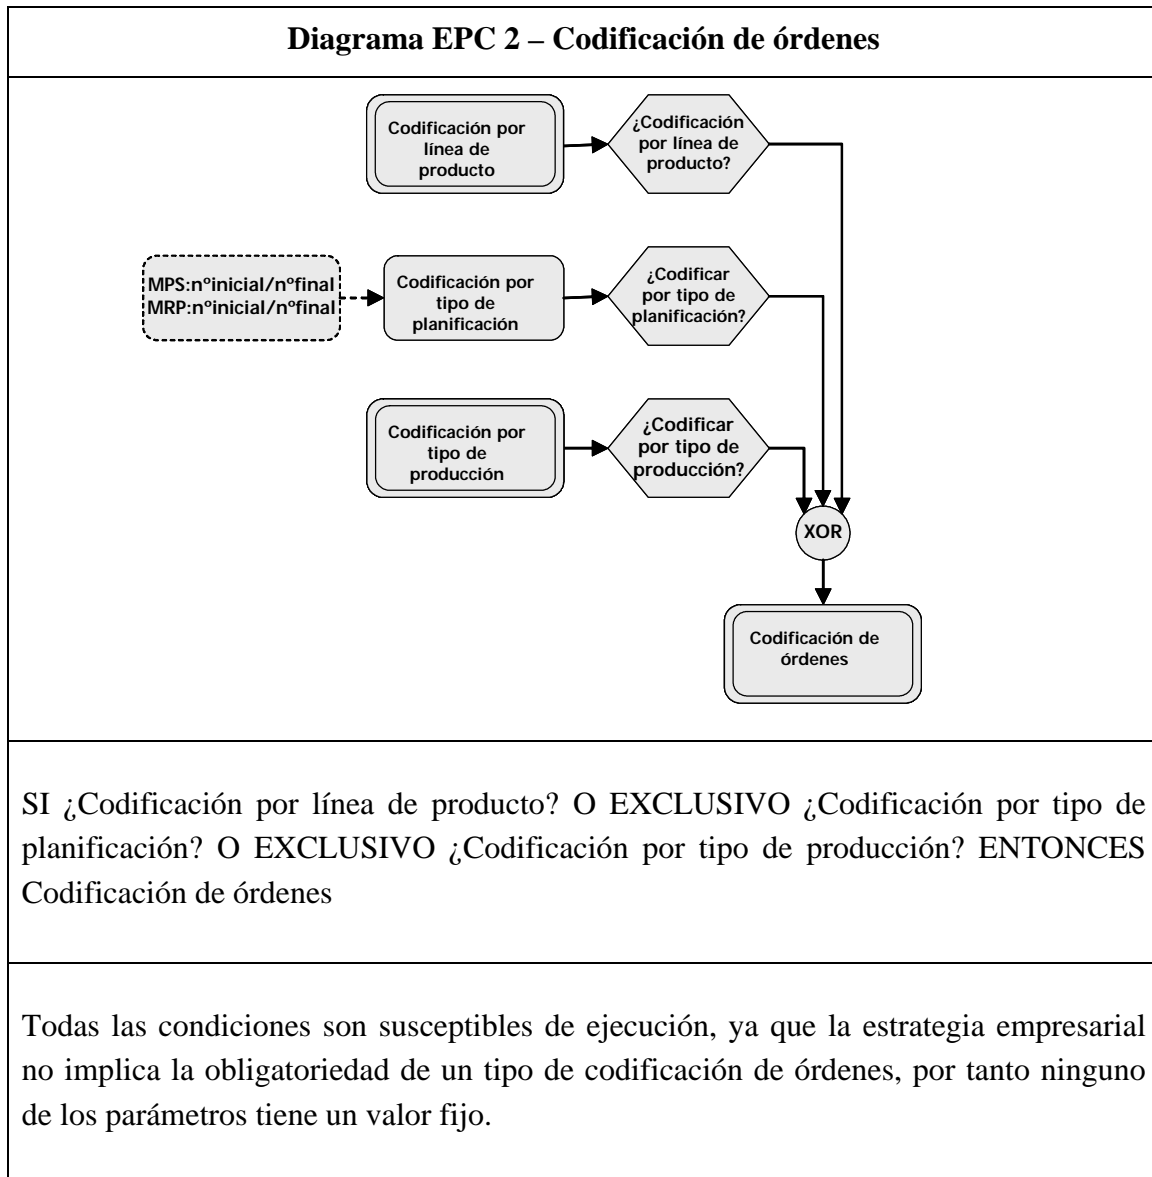 Diagrama EPC 2 – Codificación de órdenes
Codificación por
línea de
producto
¿Codificación
por línea de
producto?
MPS:nºinicial/nºfinal
MRP:nºinicial/nºfinal
Codificación por
tipo de
planificación
¿Codificar
por tipo de
planificación?
Codificación por
tipo de
producción
¿Codificar
por tipo de
producción?
XOR
Codificación de
órdenes
SI ¿Codificación por línea de producto? O EXCLUSIVO ¿Codificación por tipo de
planificación? O EXCLUSIVO ¿Codificación por tipo de producción? ENTONCES
Codificación de órdenes
Todas las condiciones son susceptibles de ejecución, ya que la estrategia empresarial
no implica la obligatoriedad de un tipo de codificación de órdenes, por tanto ninguno
de los parámetros tiene un valor fijo.